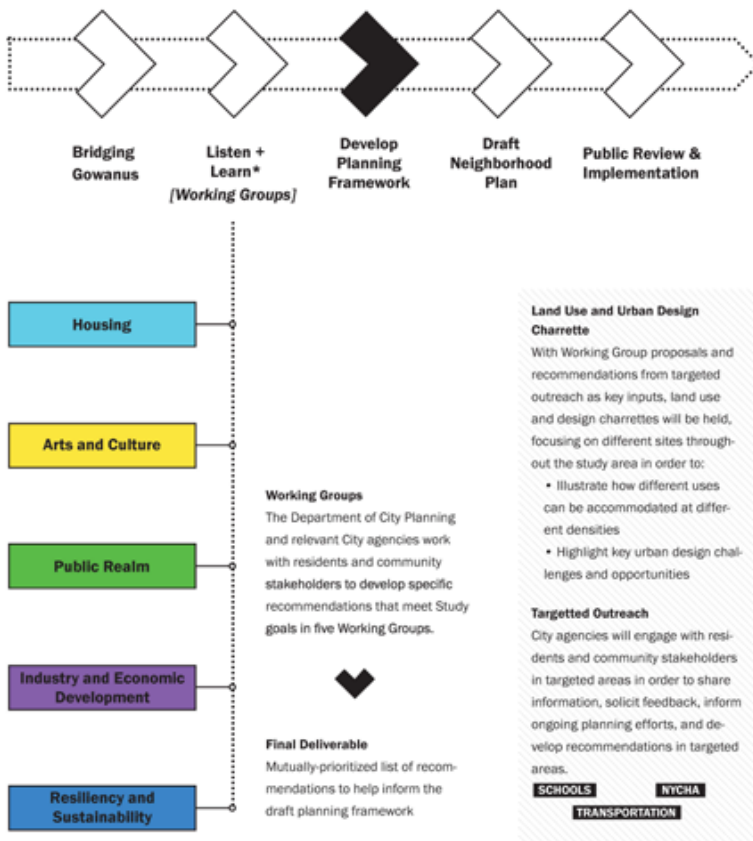 Bridging
Gowanus
Listen +
Learn*
[Working Groups]
Develop
Planning
Framework
Draft
Neighborhood
Plan
Public Review &
Implementation
Housing
Arts and Culture
Public Realm
Industry and Economic
Development
Resiliency and
Sustainability
Working Groups
The Department of City Planning
and relevant City agencies work
with residents and community
stakeholders to develop specific
recommendations that meet Study
goals in five Working Groups.
Final Deliverable
Mutually-prioritized list of recom-
mendations to help inform the
draft planning framework
Land Use and Urban Design
Charrette
With Working Group proposals and
recommendations from targeted
outreach as key inputs, land use
and design charrettes will be held,
focusing on different sites through-
out the study area in order to:
• Illustrate how different uses
can be accommodated at differ-
ent densities
• Highlight key urban design chal-
lenges and opportunities
Targetted Outreach
City agencies will engage with resi-
dents and community stakeholders
in targeted areas in order to share
information, solicit feedback, inform
ongoing planning efforts, and de-
velop recommendations in targeted
areas.
SCHOOLS
NYCHA
TRANSPORTATION